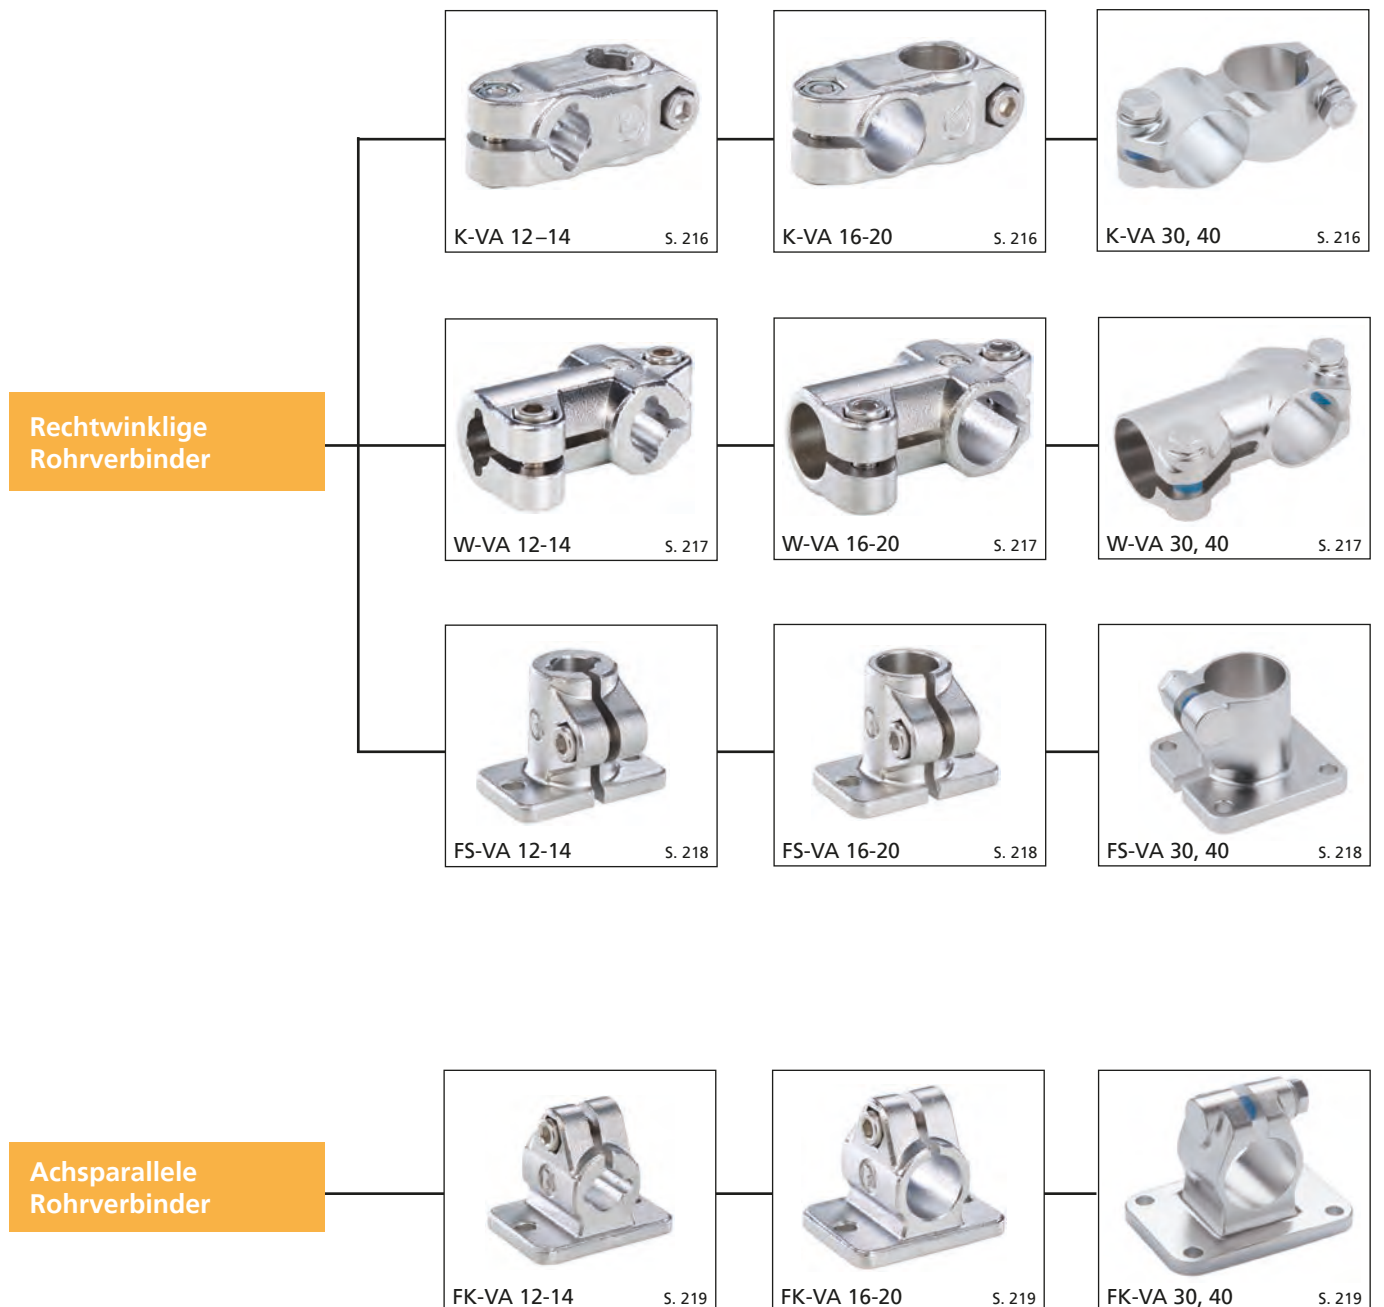 K-VA 12–14 S. 216
K-VA 16-20 S. 216
K-VA 30, 40 S. 216
Rechtwinklige
Rohrverbinder
W-VA 12-14 S. 217
W-VA 16-20 S. 217
W-VA 30, 40 S. 217
FS-VA 12-14 S. 218
FS-VA 16-20 S. 218
FS-VA 30, 40 S. 218
Achsparallele
Rohrverbinder
FK-VA 12-14 S. 219
FK-VA 16-20 S. 219
FK-VA 30, 40 S. 219